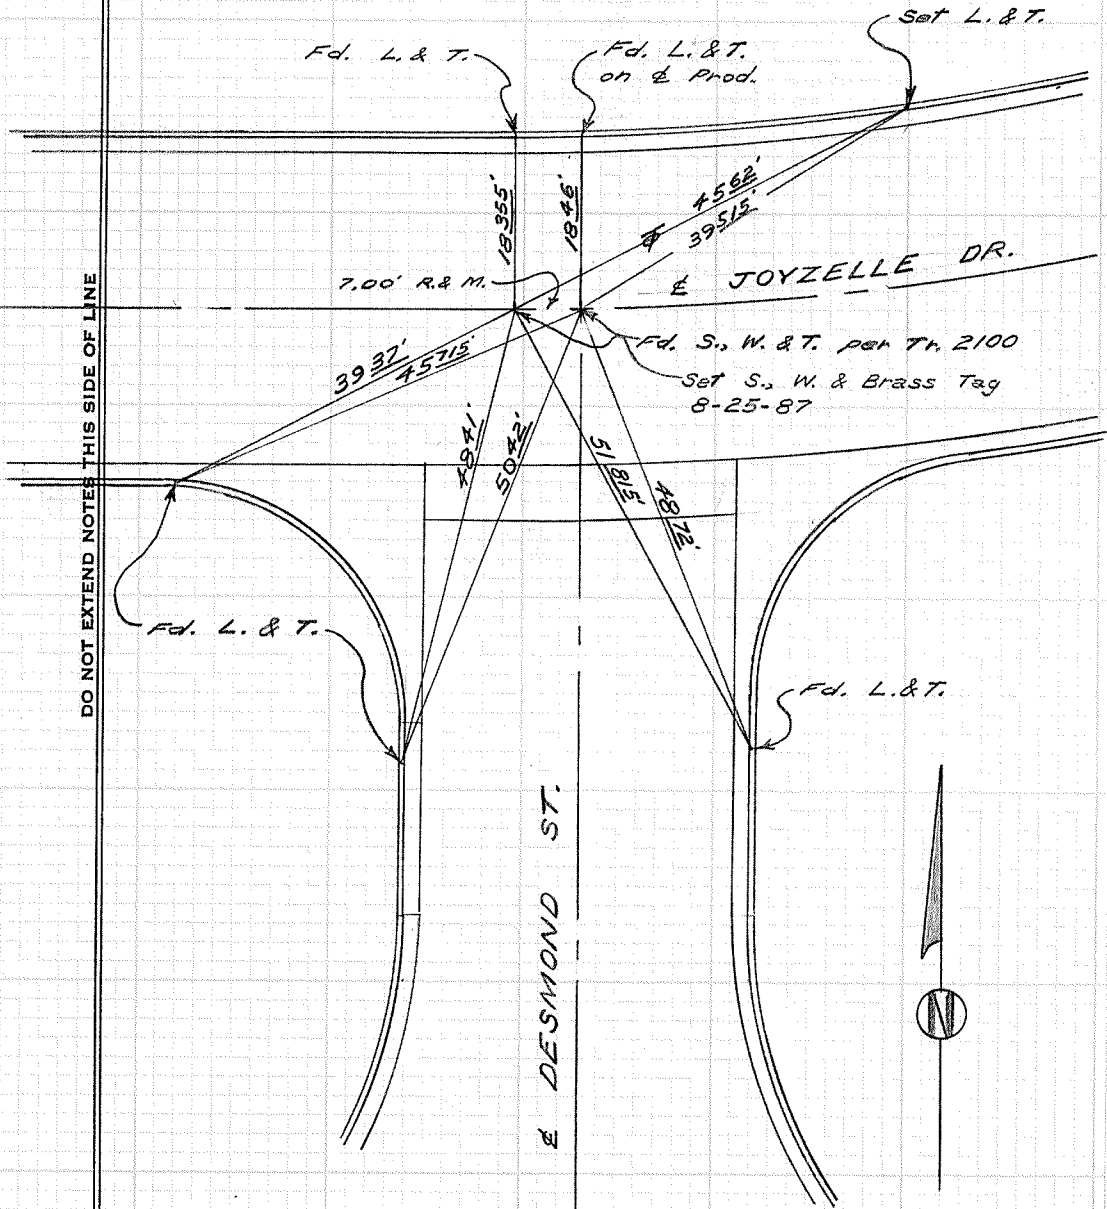 Set L. & T.
Fd. L. & T.
Fd. L. & T.
on ℄ Prod.
18 355'
18 46'
45 62'
39 515'
7.00' R. & M.
℄ JOYZELLE DR.
Fd. S., W. & T. per Tr. 2100
Set S., W. & Brass Tag
8-25-87
39 37'
45 715'
48 41'
50 42'
51 815'
48 72'
DO NOT EXTEND NOTES THIS SIDE OF LINE
Fd. L. & T.
Fd. L. & T.
℄ DESMOND ST.
N